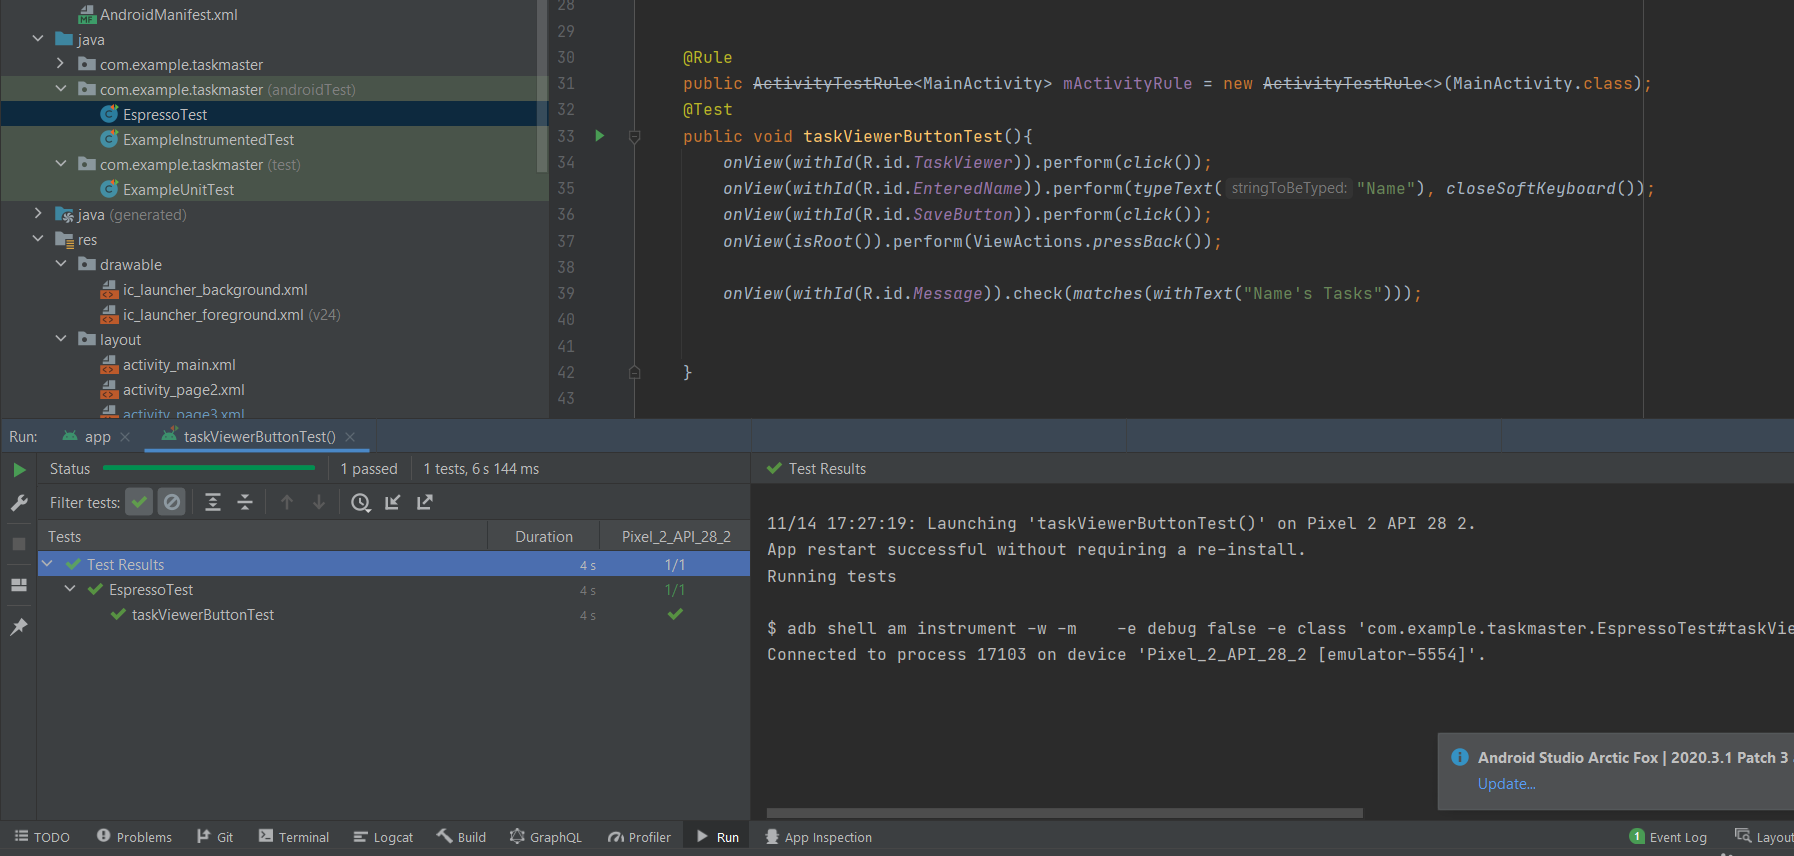 AndroidManifest.xml
java
com.example.taskmaster
com.example.taskmaster (androidTest)
EspressoTest
ExampleInstrumentedTest
com.example.taskmaster (test)
ExampleUnitTest
java (generated)
res
drawable
ic_launcher_background.xml
ic_launcher_foreground.xml (v24)
layout
activity_main.xml
activity_page2.xml
activity_page3.xml
28
29
30 @Rule
31 public ActivityTestRule<MainActivity> mActivityRule = new ActivityTestRule<>(MainActivity.class);
32 @Test
33 public void taskViewerButtonTest(){
34 onView(withId(R.id.TaskViewer)).perform(click());
35 onView(withId(R.id.EnteredName)).perform(typeText( stringToBeTyped: "Name"), closeSoftKeyboard());
36 onView(withId(R.id.SaveButton)).perform(click());
37 onView(isRoot()).perform(ViewActions.pressBack());
38
39 onView(withId(R.id.Message)).check(matches(withText("Name's Tasks")));
40
41
42 }
43
Run: app taskViewerButtonTest()
Status 1 passed 1 tests, 6 s 144 ms
Filter tests:
Tests Duration Pixel_2_API_28_2
Test Results 4 s 1/1
EspressoTest 4 s 1/1
taskViewerButtonTest 4 s
Test Results
11/14 17:27:19: Launching 'taskViewerButtonTest()' on Pixel 2 API 28 2.
App restart successful without requiring a re-install.
Running tests
$ adb shell am instrument -w -m    -e debug false -e class 'com.example.taskmaster.EspressoTest#taskVie
Connected to process 17103 on device 'Pixel_2_API_28_2 [emulator-5554]'.
Android Studio Arctic Fox | 2020.3.1 Patch 3
Update...
TODO Problems Git Terminal Logcat Build GraphQL Profiler Run App Inspection 1 Event Log Layout